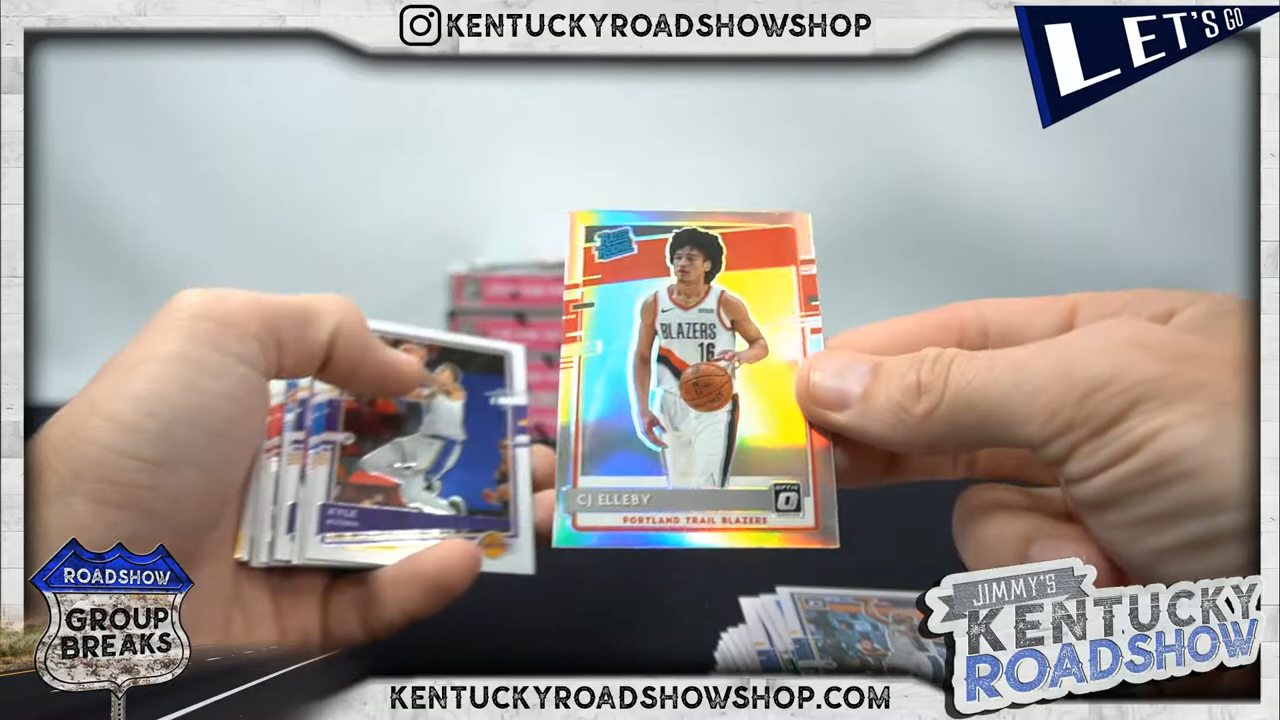 KENTUCKYROADSHOWSHOP
LET'S GO
RATED
ROOKIE
BLAZERS
16
CJ ELLEBY
OPTIC
PORTLAND TRAIL BLAZERS
KYLE
ROADSHOW
GROUP
BREAKS
JIMMY'S
KENTUCKY
ROADSHOW
KENTUCKYROADSHOWSHOP.COM